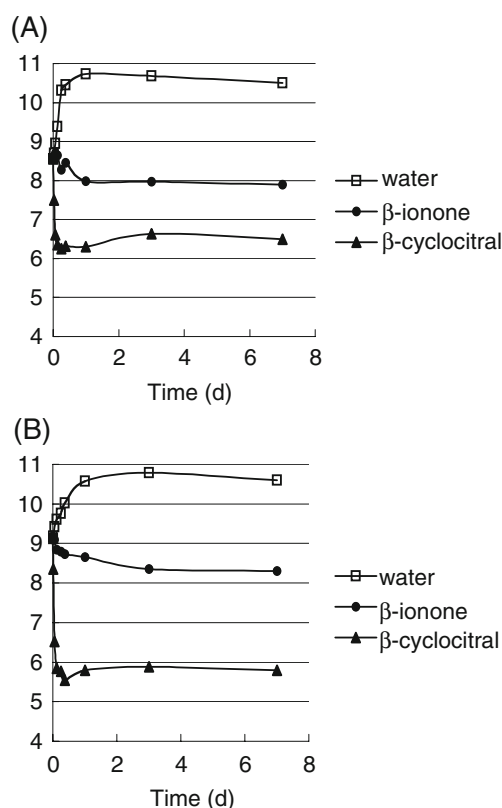 (A)
11
10
9
8
7
6
5
4
0 2 4 6 8
Time (d)
water
β-ionone
β-cyclocitral
(B)
11
10
9
8
7
6
5
4
0 2 4 6 8
Time (d)
water
β-ionone
β-cyclocitral